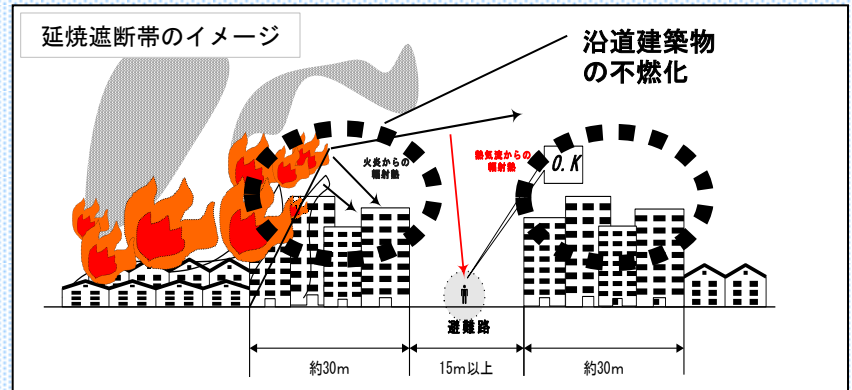 延焼遮断帯のイメージ
沿道建築物
の不燃化
火炎からの
輻射熱
熱気流からの
輻射熱
O.K
避難路
約30m
15m以上
約30m